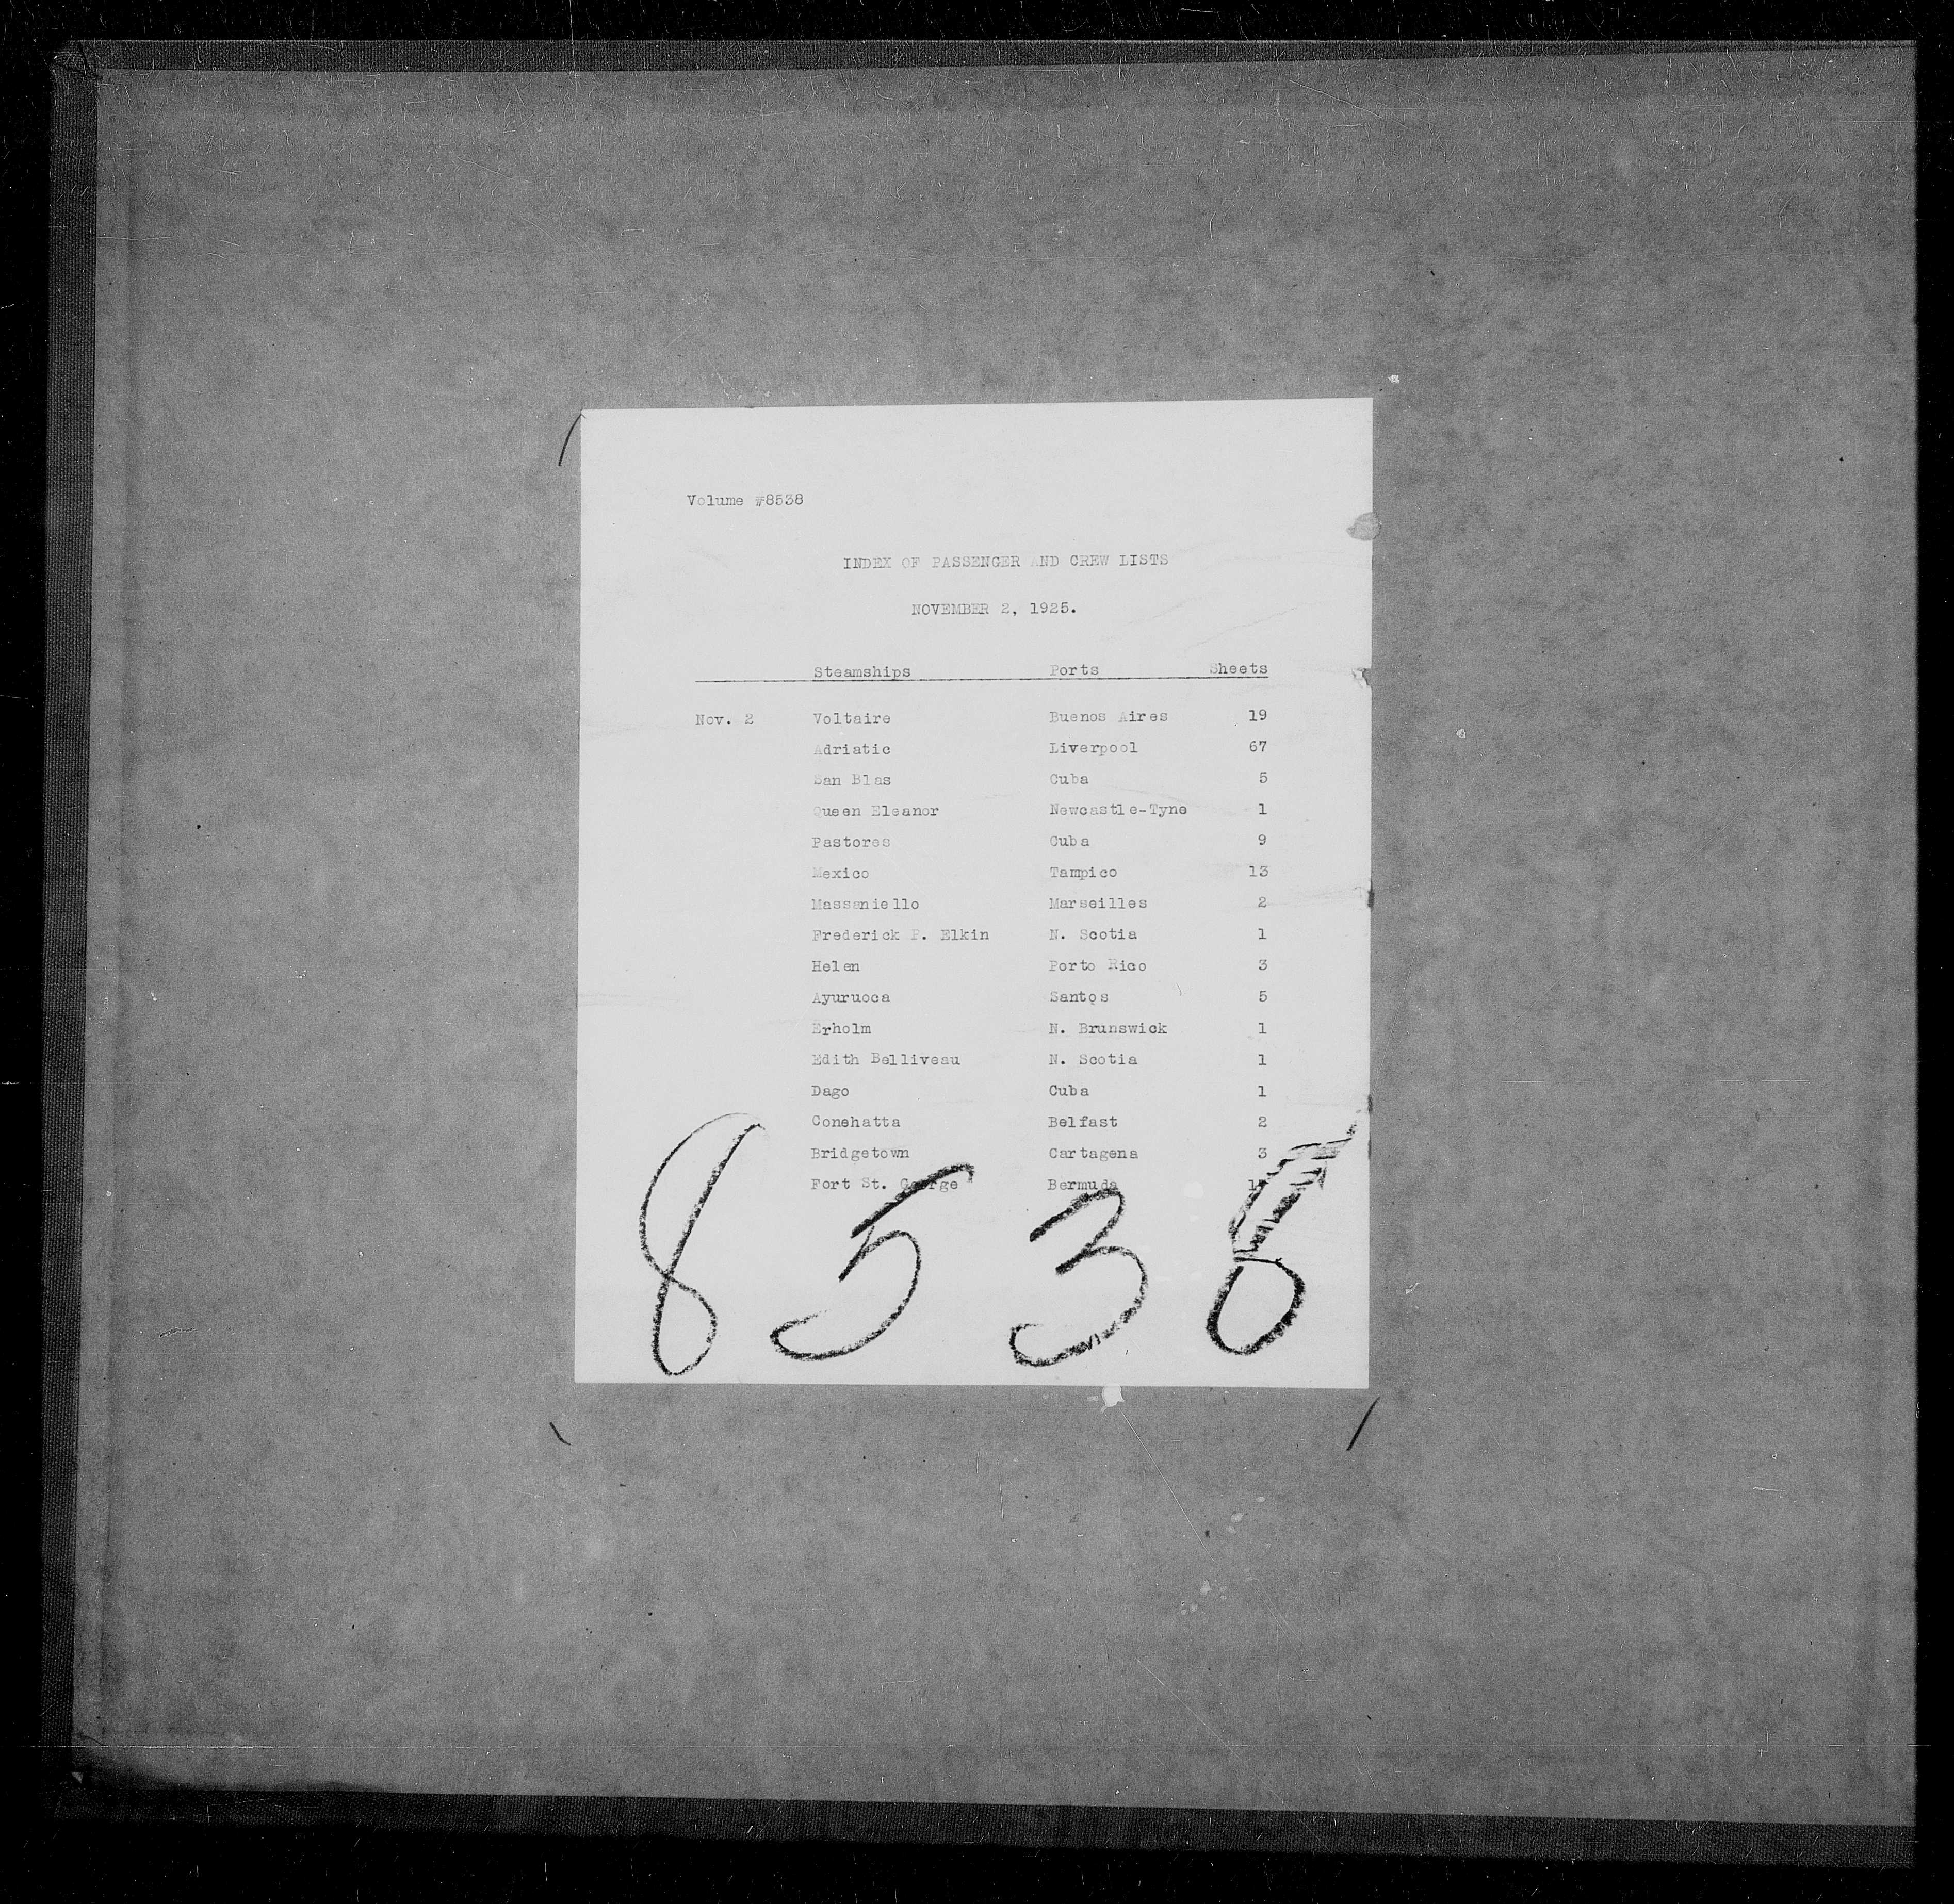 Volume #8538
INDEX OF PASSENGER AND CREW LISTS
NOVEMBER 2, 1925.
Steamships Ports Sheets
Nov. 2 Voltaire Buenos Aires 19
Adriatic Liverpool 67
San Blas Cuba 5
Queen Eleanor Newcastle-Tyne 1
Pastores Cuba 9
Mexico Tampico 13
Massaniello Marseilles 2
Frederick P. Elkin N. Scotia 1
Helen Porto Rico 3
Ayuruoca Santos 5
Erholm N. Brunswick 1
Edith Belliveau N. Scotia 1
Dago Cuba 1
Conehatta Belfast 2
Bridgetown Cartagena 3
Fort St. George Bermuda
8538